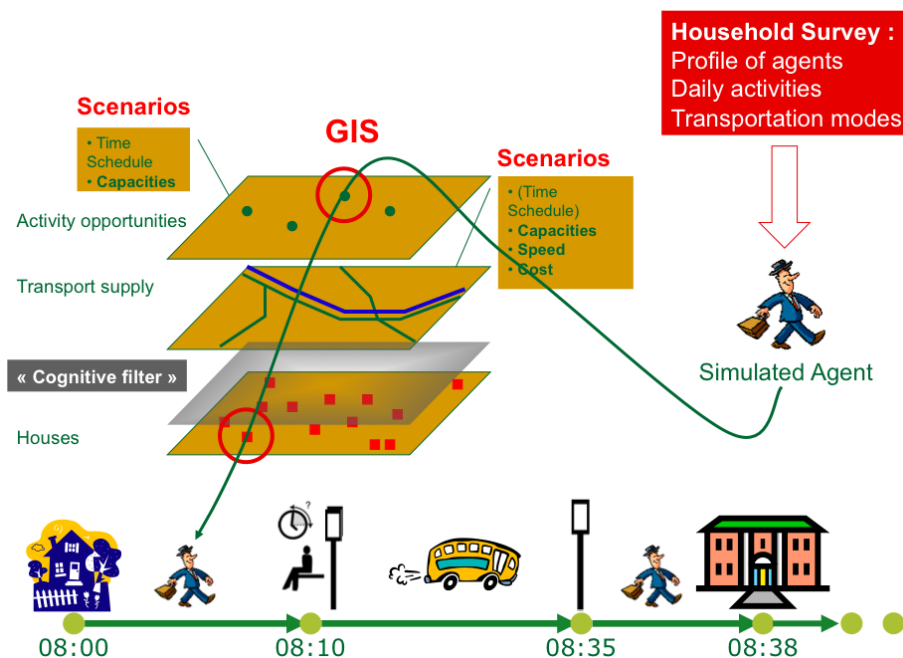 Household Survey :
Profile of agents
Daily activities
Transportation modes
Scenarios
• Time
Schedule
• Capacities
GIS
Scenarios
• (Time
Schedule)
• Capacities
• Speed
• Cost
Activity opportunities
Transport supply
« Cognitive filter »
Houses
Simulated Agent
?
08:00
08:10
08:35
08:38